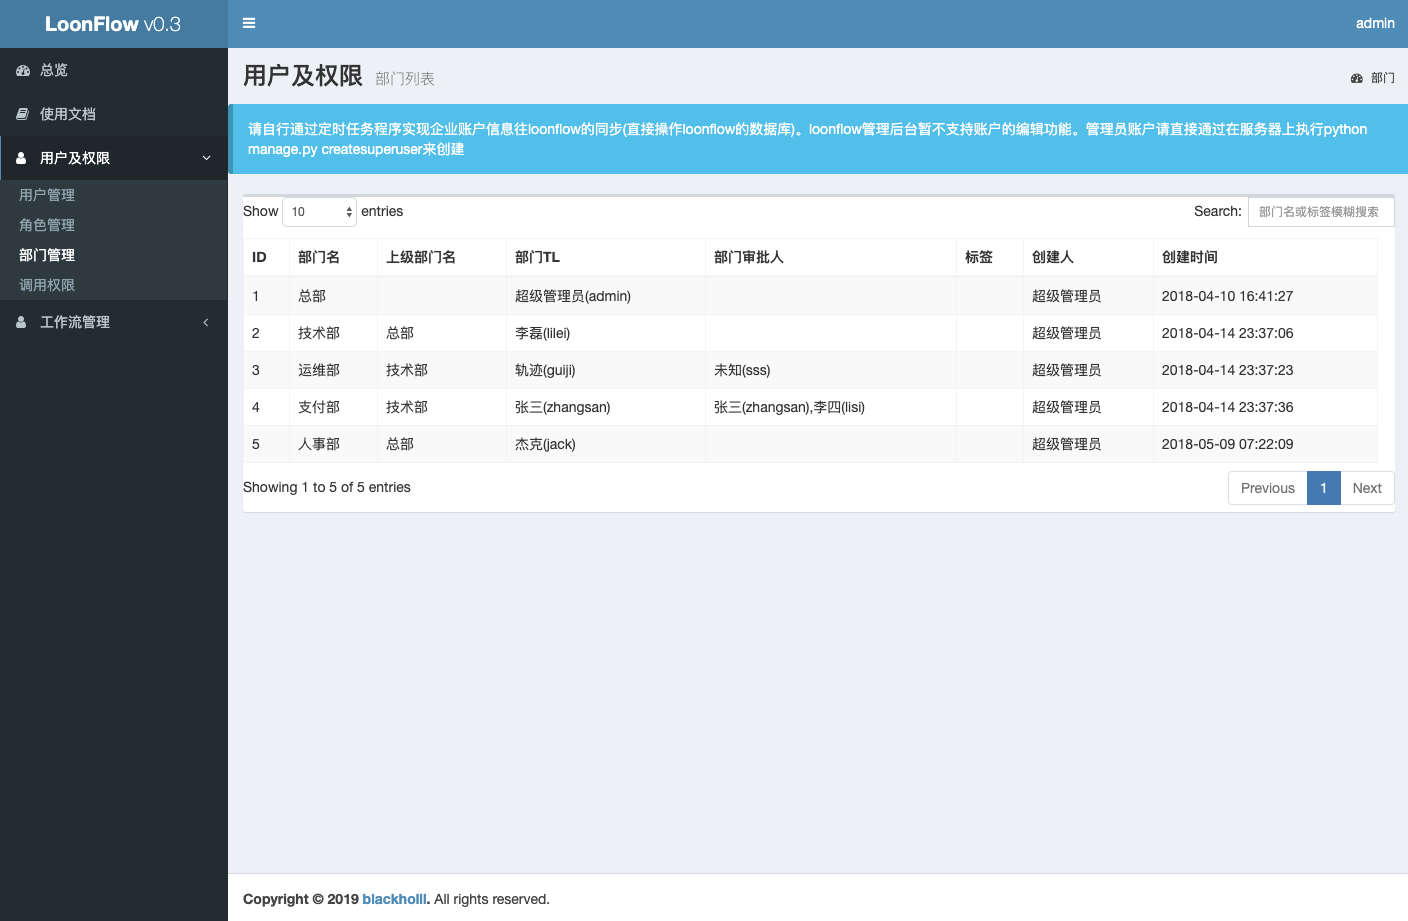 LoonFlow v0.3
admin
总览
使用文档
用户及权限
用户管理
角色管理
部门管理
调用权限
工作流管理
用户及权限 部门列表
部门
请自行通过定时任务程序实现企业账户信息往loonflow的同步(直接操作loonflow的数据库)。loonflow管理后台暂不支持账户的编辑功能。管理员账户请直接通过在服务器上执行python
manage.py createsuperuser来创建
Show 10 entries
Search: 部门名或标签模糊搜索
ID 部门名 上级部门名 部门TL 部门审批人 标签 创建人 创建时间
1 总部 超级管理员(admin) 超级管理员 2018-04-10 16:41:27
2 技术部 总部 李磊(lilei) 超级管理员 2018-04-14 23:37:06
3 运维部 技术部 轨迹(guiji) 未知(sss) 超级管理员 2018-04-14 23:37:23
4 支付部 技术部 张三(zhangsan) 张三(zhangsan),李四(lisi) 超级管理员 2018-04-14 23:37:36
5 人事部 总部 杰克(jack) 超级管理员 2018-05-09 07:22:09
Showing 1 to 5 of 5 entries
Previous 1 Next
Copyright © 2019 blackholll. All rights reserved.